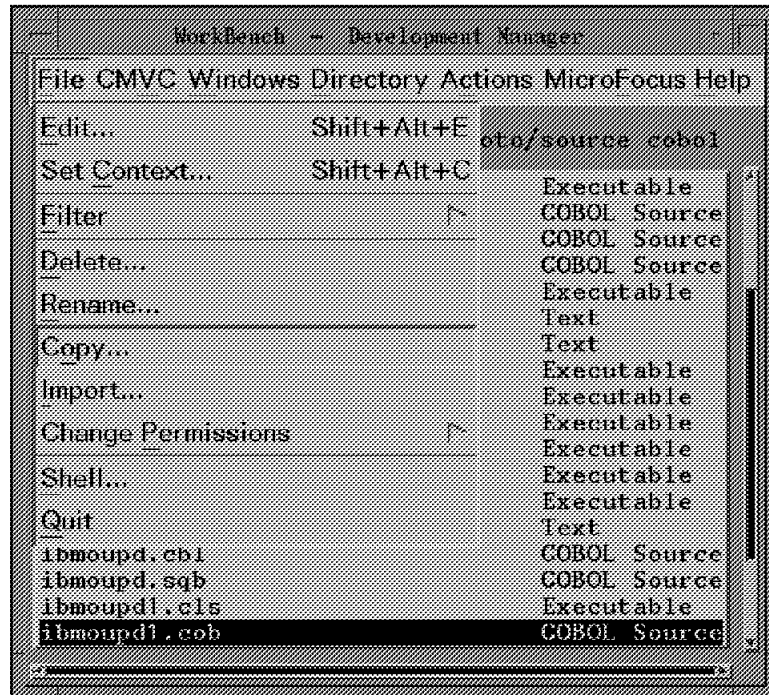 WorkBench - Development Manager
File CMVC Windows Directory Actions MicroFocus Help
Edit... Shift+Alt+E oto/source cobol
Set Context... Shift+Alt+C
Executable
Filter COBOL Source
COBOL Source
Delete... COBOL Source
Rename... Executable
Text
Copy... Text
Executable
Import... Executable
Change Permissions Executable
Executable
Shell... Executable
Executable
Quit Text
ibmoupd.cbl COBOL Source
ibmoupd.sqb COBOL Source
ibmoupd1.cls Executable
ibmoupd1.cob COBOL Source